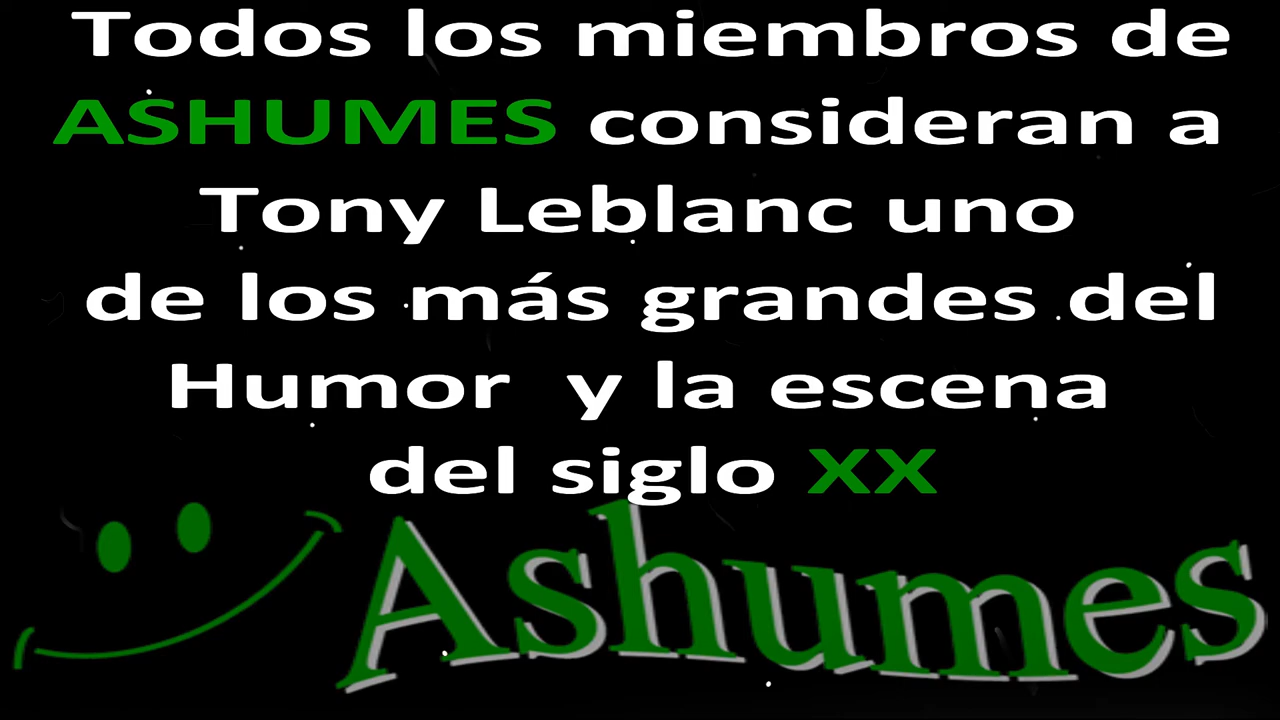 Todos los miembros de
ASHUMES consideran a
Tony Leblanc uno
de los más grandes del
Humor y la escena
del siglo XX
Ashumes